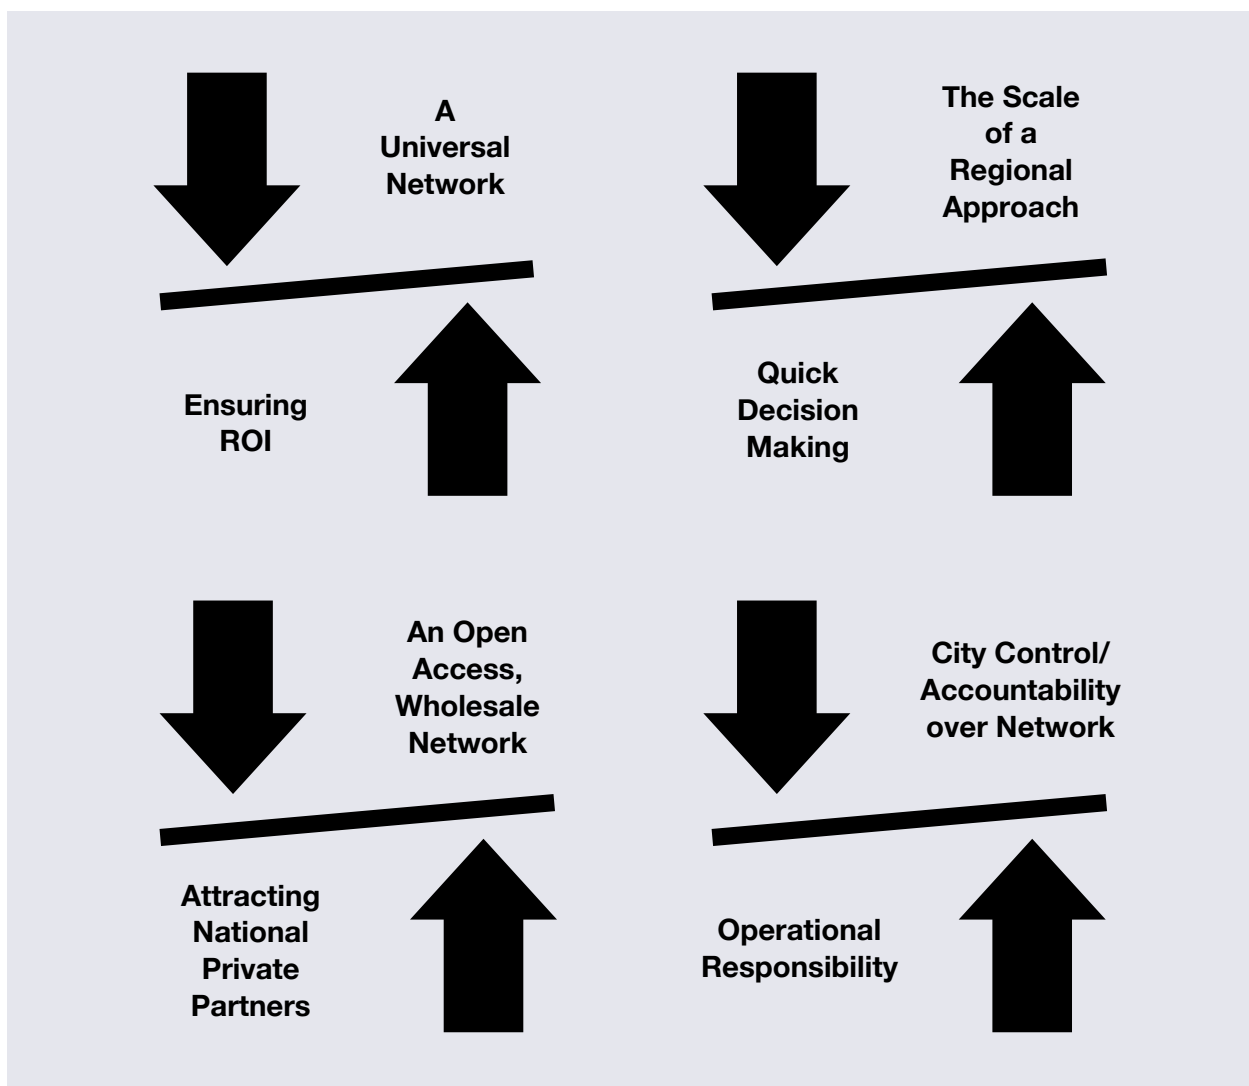 A
Universal
Network
Ensuring
ROI
The Scale
of a
Regional
Approach
Quick
Decision
Making
An Open
Access,
Wholesale
Network
Attracting
National
Private
Partners
City Control/
Accountability
over Network
Operational
Responsibility